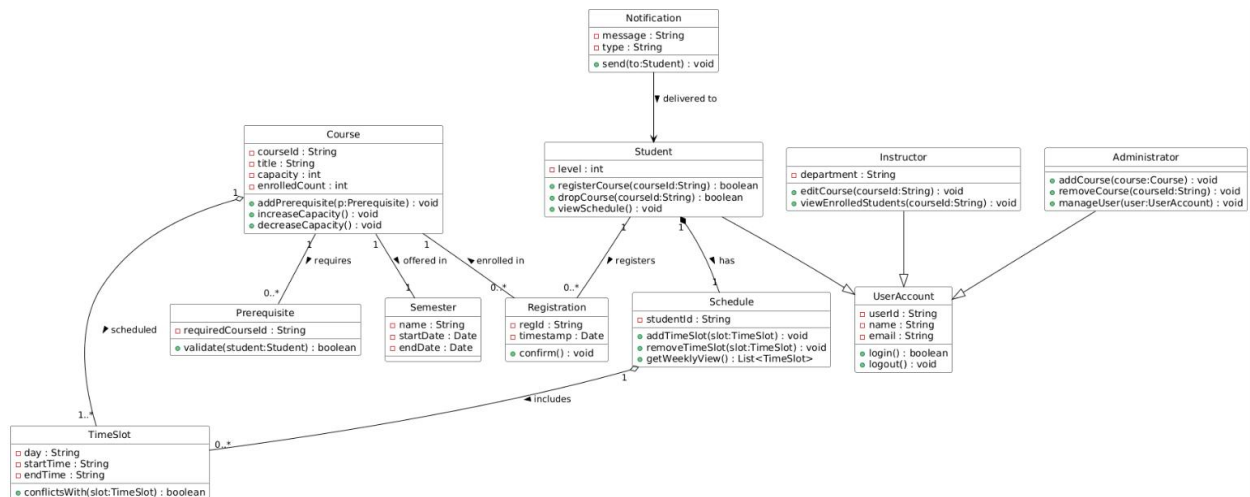 Notification
message : String
type : String
send(to:Student) : void
delivered to
Course
courseId : String
title : String
capacity : int
enrolledCount : int
addPrerequisite(p:Prerequisite) : void
increaseCapacity() : void
decreaseCapacity() : void
Student
level : int
registerCourse(courseId:String) : boolean
dropCourse(courseId:String) : boolean
viewSchedule() : void
Instructor
department : String
editCourse(courseId:String) : void
viewEnrolledStudents(courseId:String) : void
Administrator
addCourse(course:Course) : void
removeCourse(courseId:String) : void
manageUser(user:UserAccount) : void
1
1
1
1
1
1
requires
offered in
enrolled in
registers
has
0..*
1
0..*
0..*
1
Prerequisite
requiredCourseId : String
validate(student:Student) : boolean
Semester
name : String
startDate : Date
endDate : Date
Registration
regId : String
timestamp : Date
confirm() : void
Schedule
studentId : String
addTimeSlot(slot:TimeSlot) : void
removeTimeSlot(slot:TimeSlot) : void
getWeeklyView() : List<TimeSlot>
UserAccount
userId : String
name : String
email : String
login() : boolean
logout() : void
scheduled
1
includes
1..*
0..*
TimeSlot
day : String
startTime : String
endTime : String
conflictsWith(slot:TimeSlot) : boolean